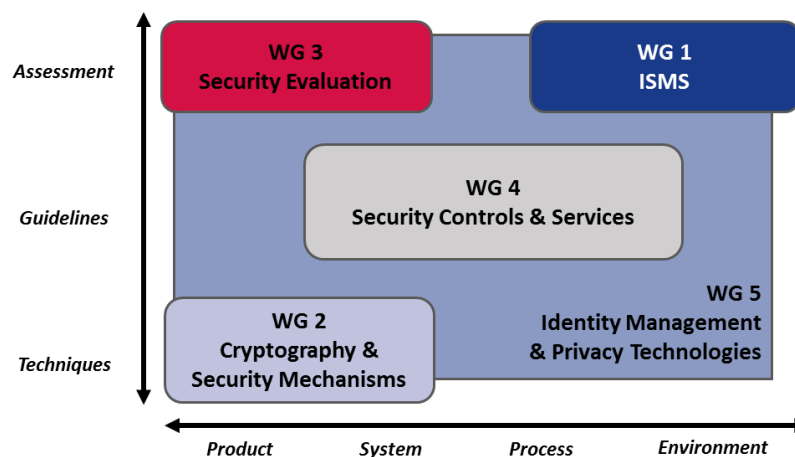 Assessment
WG 3
Security Evaluation
WG 1
ISMS
Guidelines
WG 4
Security Controls & Services
WG 5
Identity Management
& Privacy Technologies
Techniques
WG 2
Cryptography &
Security Mechanisms
Product
System
Process
Environment